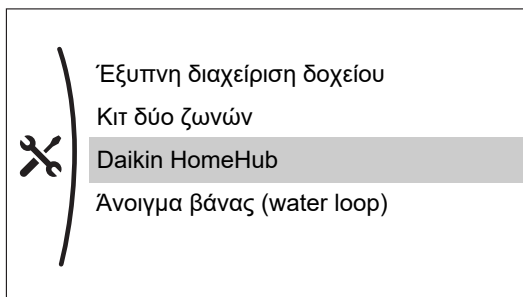 Έξυπνη διαχείριση δοχείου
Κιτ δύο ζωνών
Daikin HomeHub
Άνοιγμα βάνας (water loop)